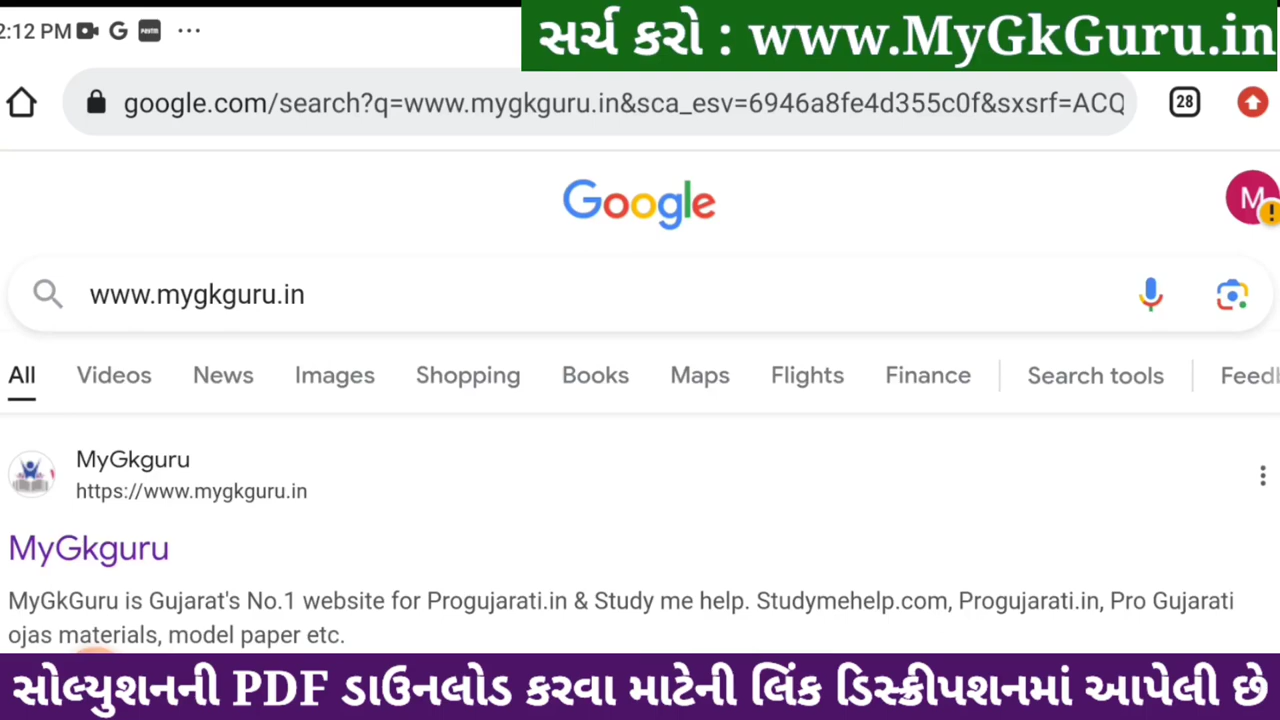 2:12 PM G Paytm ...
સર્ચ કરો : www.MyGkGuru.in
google.com/search?q=www.mygkguru.in&sca_esv=6946a8fe4d355c0f&sxsrf=ACQ
28
Google
M
www.mygkguru.in
All Videos News Images Shopping Books Maps Flights Finance Search tools Feedb
MyGkguru
https://www.mygkguru.in
MyGkguru
MyGkGuru is Gujarat's No.1 website for Progujarati.in & Study me help. Studymehelp.com, Progujarati.in, Pro Gujarati
ojas materials, model paper etc.
સોલ્યુશનની PDF ડાઉનલોડ કરવા માટેની લિંક ડિસ્ક્રીપશનમાં આપેલી છે